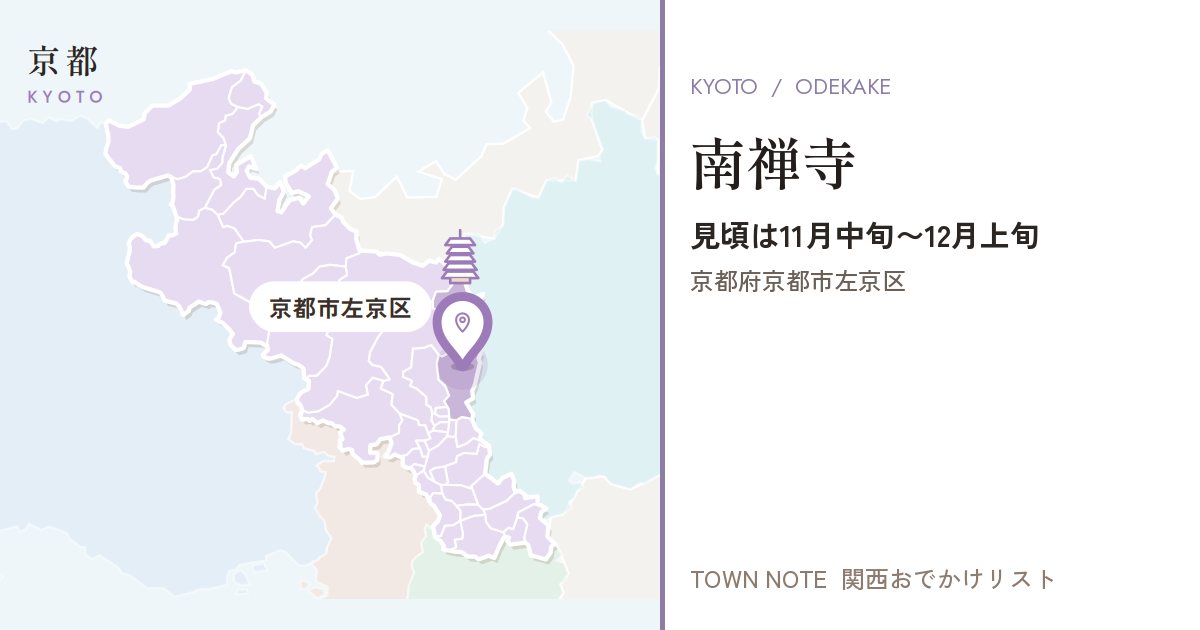 京都
KYOTO
京都市左京区
KYOTO / ODEKAKE
南禅寺
見頃は11月中旬〜12月上旬
京都府京都市左京区
TOWN NOTE 関西おでかけリスト